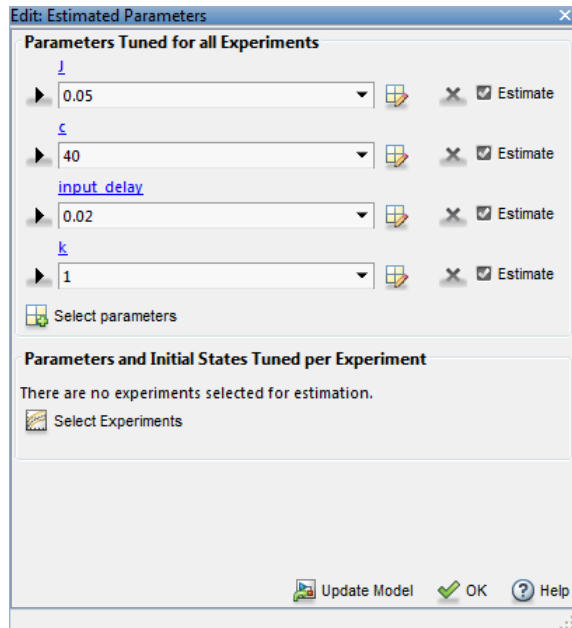 Edit: Estimated Parameters
Parameters Tuned for all Experiments
J
0.05
Estimate
c
40
Estimate
input_delay
0.02
Estimate
k
1
Estimate
Select parameters
Parameters and Initial States Tuned per Experiment
There are no experiments selected for estimation.
Select Experiments
Update Model OK Help